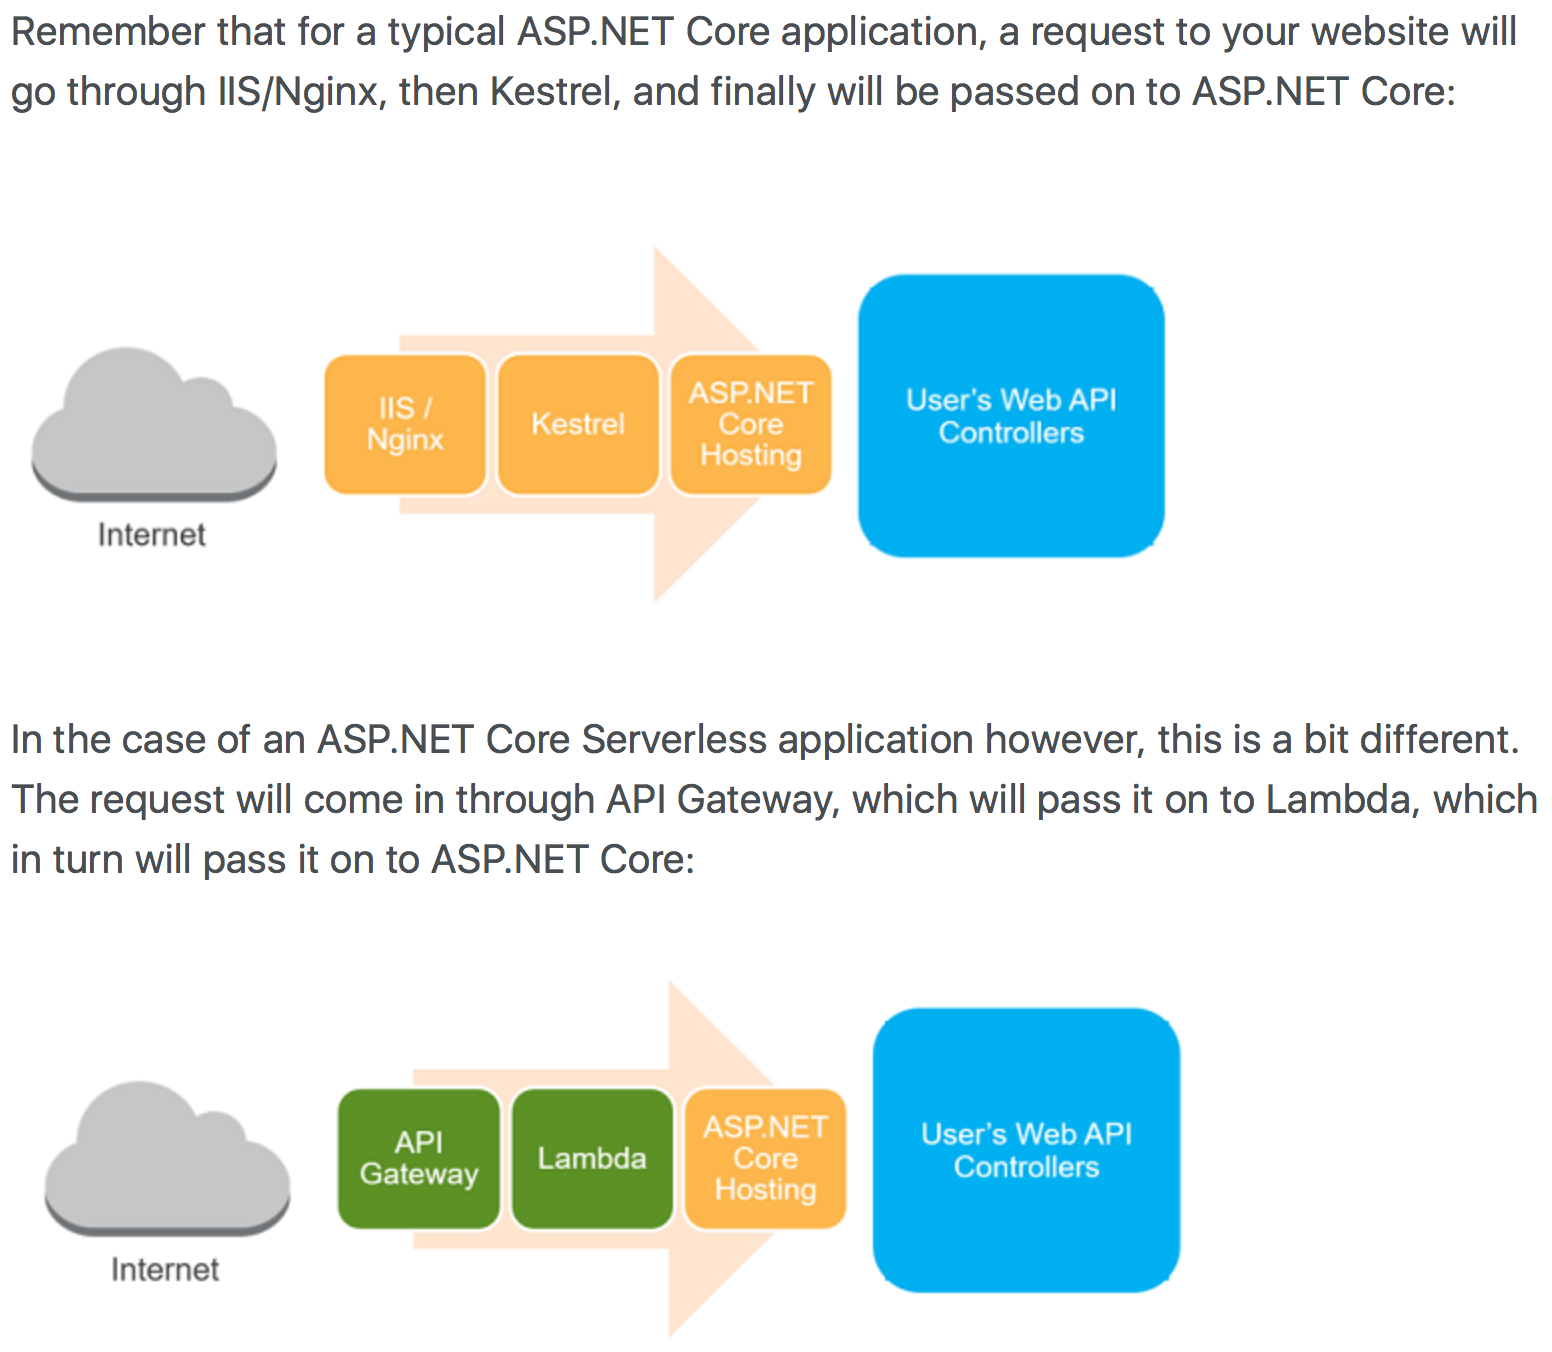 Remember that for a typical ASP.NET Core application, a request to your website will
go through IIS/Nginx, then Kestrel, and finally will be passed on to ASP.NET Core:
IIS /
Nginx
Kestrel
ASP.NET
Core
Hosting
User's Web API
Controllers
Internet
In the case of an ASP.NET Core Serverless application however, this is a bit different.
The request will come in through API Gateway, which will pass it on to Lambda, which
in turn will pass it on to ASP.NET Core:
API
Gateway
Lambda
ASP.NET
Core
Hosting
User's Web API
Controllers
Internet